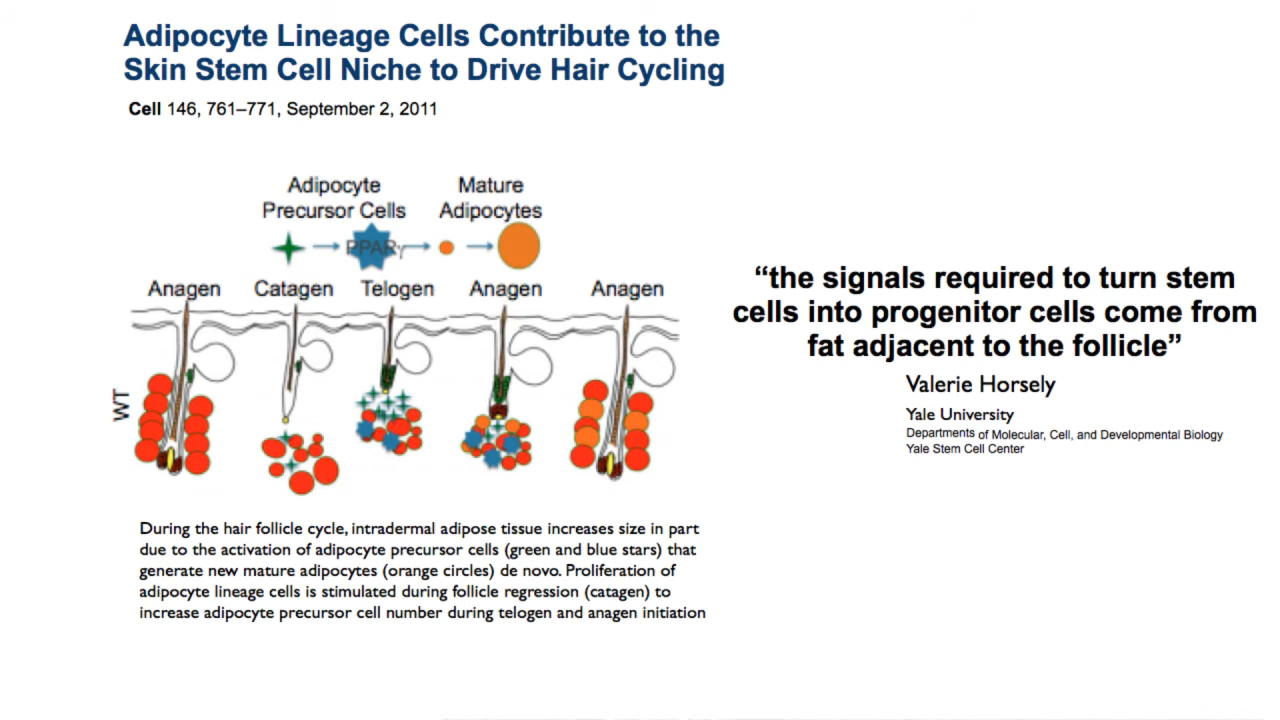 Adipocyte Lineage Cells Contribute to the
Skin Stem Cell Niche to Drive Hair Cycling
Cell 146, 761–771, September 2, 2011
Adipocyte
Precursor Cells
Mature
Adipocytes
PPARγ
Anagen Catagen Telogen Anagen Anagen
WT
“the signals required to turn stem
cells into progenitor cells come from
fat adjacent to the follicle”
Valerie Horsely
Yale University
Departments of Molecular, Cell, and Developmental Biology
Yale Stem Cell Center
During the hair follicle cycle, intradermal adipose tissue increases size in part
due to the activation of adipocyte precursor cells (green and blue stars) that
generate new mature adipocytes (orange circles) de novo. Proliferation of
adipocyte lineage cells is stimulated during follicle regression (catagen) to
increase adipocyte precursor cell number during telogen and anagen initiation